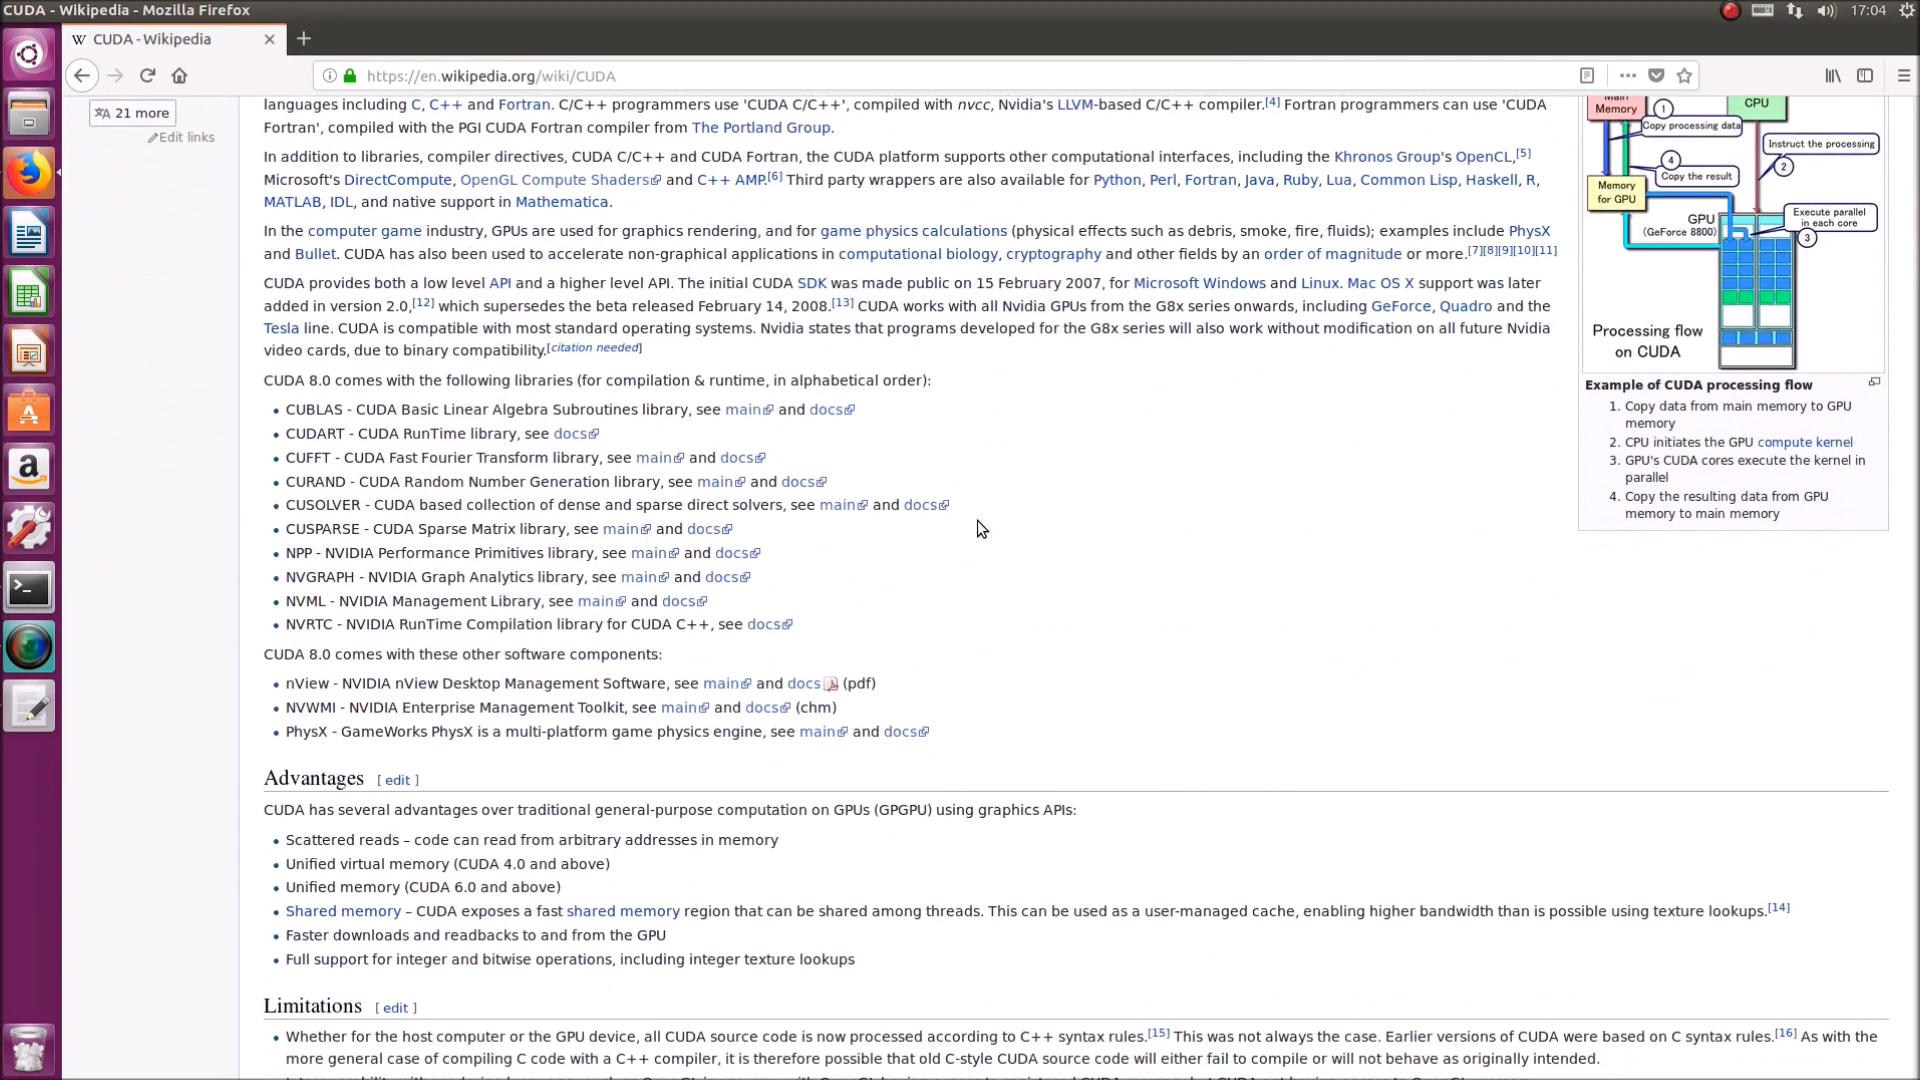 CUDA - Wikipedia - Mozilla Firefox
17:04
W CUDA - Wikipedia
https://en.wikipedia.org/wiki/CUDA
21 more
Edit links
languages including C, C++ and Fortran. C/C++ programmers use 'CUDA C/C++', compiled with nvcc, Nvidia's LLVM-based C/C++ compiler.[4] Fortran programmers can use 'CUDA
Fortran', compiled with the PGI CUDA Fortran compiler from The Portland Group.
In addition to libraries, compiler directives, CUDA C/C++ and CUDA Fortran, the CUDA platform supports other computational interfaces, including the Khronos Group's OpenCL,[5]
Microsoft's DirectCompute, OpenGL Compute Shaders and C++ AMP.[6] Third party wrappers are also available for Python, Perl, Fortran, Java, Ruby, Lua, Common Lisp, Haskell, R,
MATLAB, IDL, and native support in Mathematica.
In the computer game industry, GPUs are used for graphics rendering, and for game physics calculations (physical effects such as debris, smoke, fire, fluids); examples include PhysX
and Bullet. CUDA has also been used to accelerate non-graphical applications in computational biology, cryptography and other fields by an order of magnitude or more.[7][8][9][10][11]
CUDA provides both a low level API and a higher level API. The initial CUDA SDK was made public on 15 February 2007, for Microsoft Windows and Linux. Mac OS X support was later
added in version 2.0,[12] which supersedes the beta released February 14, 2008.[13] CUDA works with all Nvidia GPUs from the G8x series onwards, including GeForce, Quadro and the
Tesla line. CUDA is compatible with most standard operating systems. Nvidia states that programs developed for the G8x series will also work without modification on all future Nvidia
video cards, due to binary compatibility.[citation needed]
CUDA 8.0 comes with the following libraries (for compilation & runtime, in alphabetical order):
• CUBLAS - CUDA Basic Linear Algebra Subroutines library, see main and docs
• CUDART - CUDA RunTime library, see docs
• CUFFT - CUDA Fast Fourier Transform library, see main and docs
• CURAND - CUDA Random Number Generation library, see main and docs
• CUSOLVER - CUDA based collection of dense and sparse direct solvers, see main and docs
• CUSPARSE - CUDA Sparse Matrix library, see main and docs
• NPP - NVIDIA Performance Primitives library, see main and docs
• NVGRAPH - NVIDIA Graph Analytics library, see main and docs
• NVML - NVIDIA Management Library, see main and docs
• NVRTC - NVIDIA RunTime Compilation library for CUDA C++, see docs
CUDA 8.0 comes with these other software components:
• nView - NVIDIA nView Desktop Management Software, see main and docs (pdf)
• NVWMI - NVIDIA Enterprise Management Toolkit, see main and docs (chm)
• PhysX - GameWorks PhysX is a multi-platform game physics engine, see main and docs
Advantages [ edit ]
CUDA has several advantages over traditional general-purpose computation on GPUs (GPGPU) using graphics APIs:
• Scattered reads – code can read from arbitrary addresses in memory
• Unified virtual memory (CUDA 4.0 and above)
• Unified memory (CUDA 6.0 and above)
• Shared memory – CUDA exposes a fast shared memory region that can be shared among threads. This can be used as a user-managed cache, enabling higher bandwidth than is possible using texture lookups.[14]
• Faster downloads and readbacks to and from the GPU
• Full support for integer and bitwise operations, including integer texture lookups
Limitations [ edit ]
• Whether for the host computer or the GPU device, all CUDA source code is now processed according to C++ syntax rules.[15] This was not always the case. Earlier versions of CUDA were based on C syntax rules.[16] As with the
more general case of compiling C code with a C++ compiler, it is therefore possible that old C-style CUDA source code will either fail to compile or will not behave as originally intended.
Main
Memory
CPU
1
Copy processing data
Instruct the processing
2
4
Copy the result
Memory
for GPU
Execute parallel
in each core
3
GPU
(GeForce 8800)
Processing flow
on CUDA
Example of CUDA processing flow
1. Copy data from main memory to GPU
memory
2. CPU initiates the GPU compute kernel
3. GPU's CUDA cores execute the kernel in
parallel
4. Copy the resulting data from GPU
memory to main memory